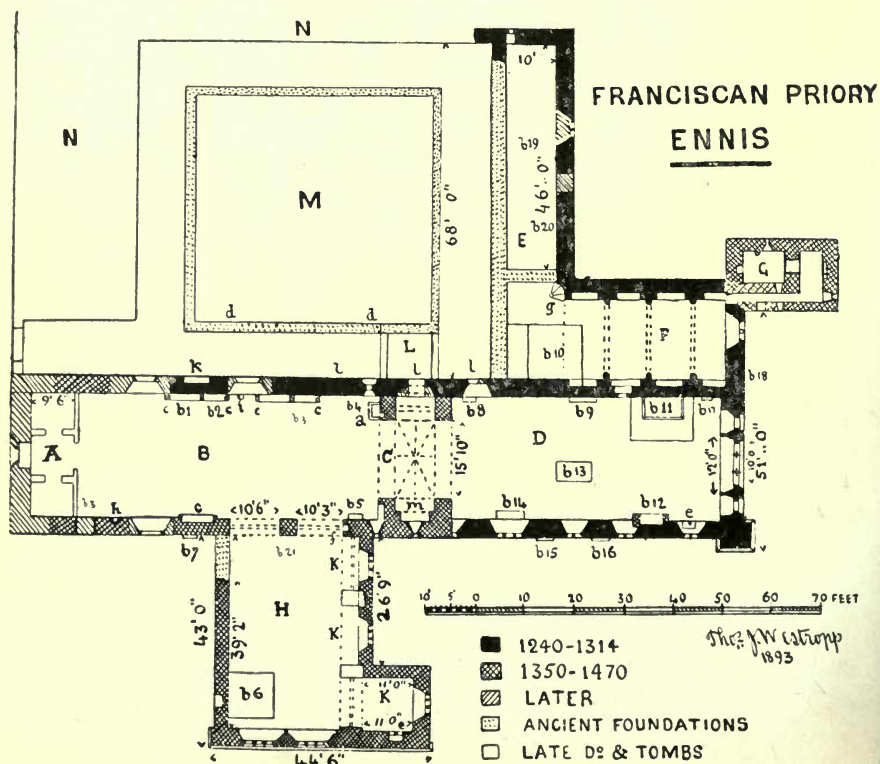 N
10'
FRANCISCAN PRIORY
ENNIS
N
M
68' 0"
b19
46'. 0"
E
b20
G
d
d
g
F
L
b10
k
l
l
l
b18
9' 6"
c
b1
b2
c
i
c
b3
c
b4
a
b8
b9
b11
b17
A
B
C
15' 10"
D
b13
12' 0"
10' 0"
51'. 0"
m
b14
b12
e
b3
h
c
10' 6"
10' 3"
b5
b7
b21
f
b15
b16
K
26' 9"
43' 0"
39' 2"
H
K
10 5 0 10 20 30 40 50 60 70 FEET
Thos. J. Westropp
1893
1240-1314
1350-1470
LATER
ANCIENT FOUNDATIONS
LATE Do & TOMBS
b6
11' 0"
K
11' 0"
e
44' 6"